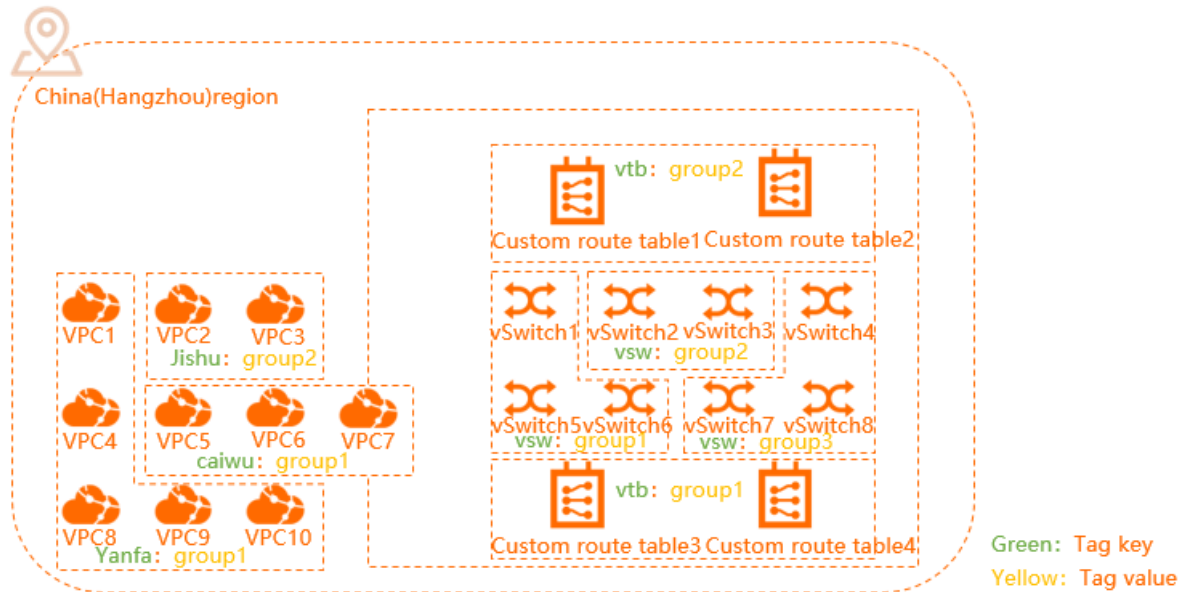 China(Hangzhou)region
vtb: group2
Custom route table1 Custom route table2
VPC1 VPC2 VPC3
Jishu: group2
vSwitch1 vSwitch2 vSwitch3 vSwitch4
vsw: group2
VPC4 VPC5 VPC6 VPC7
caiwu: group1
vSwitch5 vSwitch6 vSwitch7 vSwitch8
vsw: group1
vsw: group3
VPC8 VPC9 VPC10
Yanfa: group1
vtb: group1
Custom route table3 Custom route table4
Green: Tag key
Yellow: Tag value